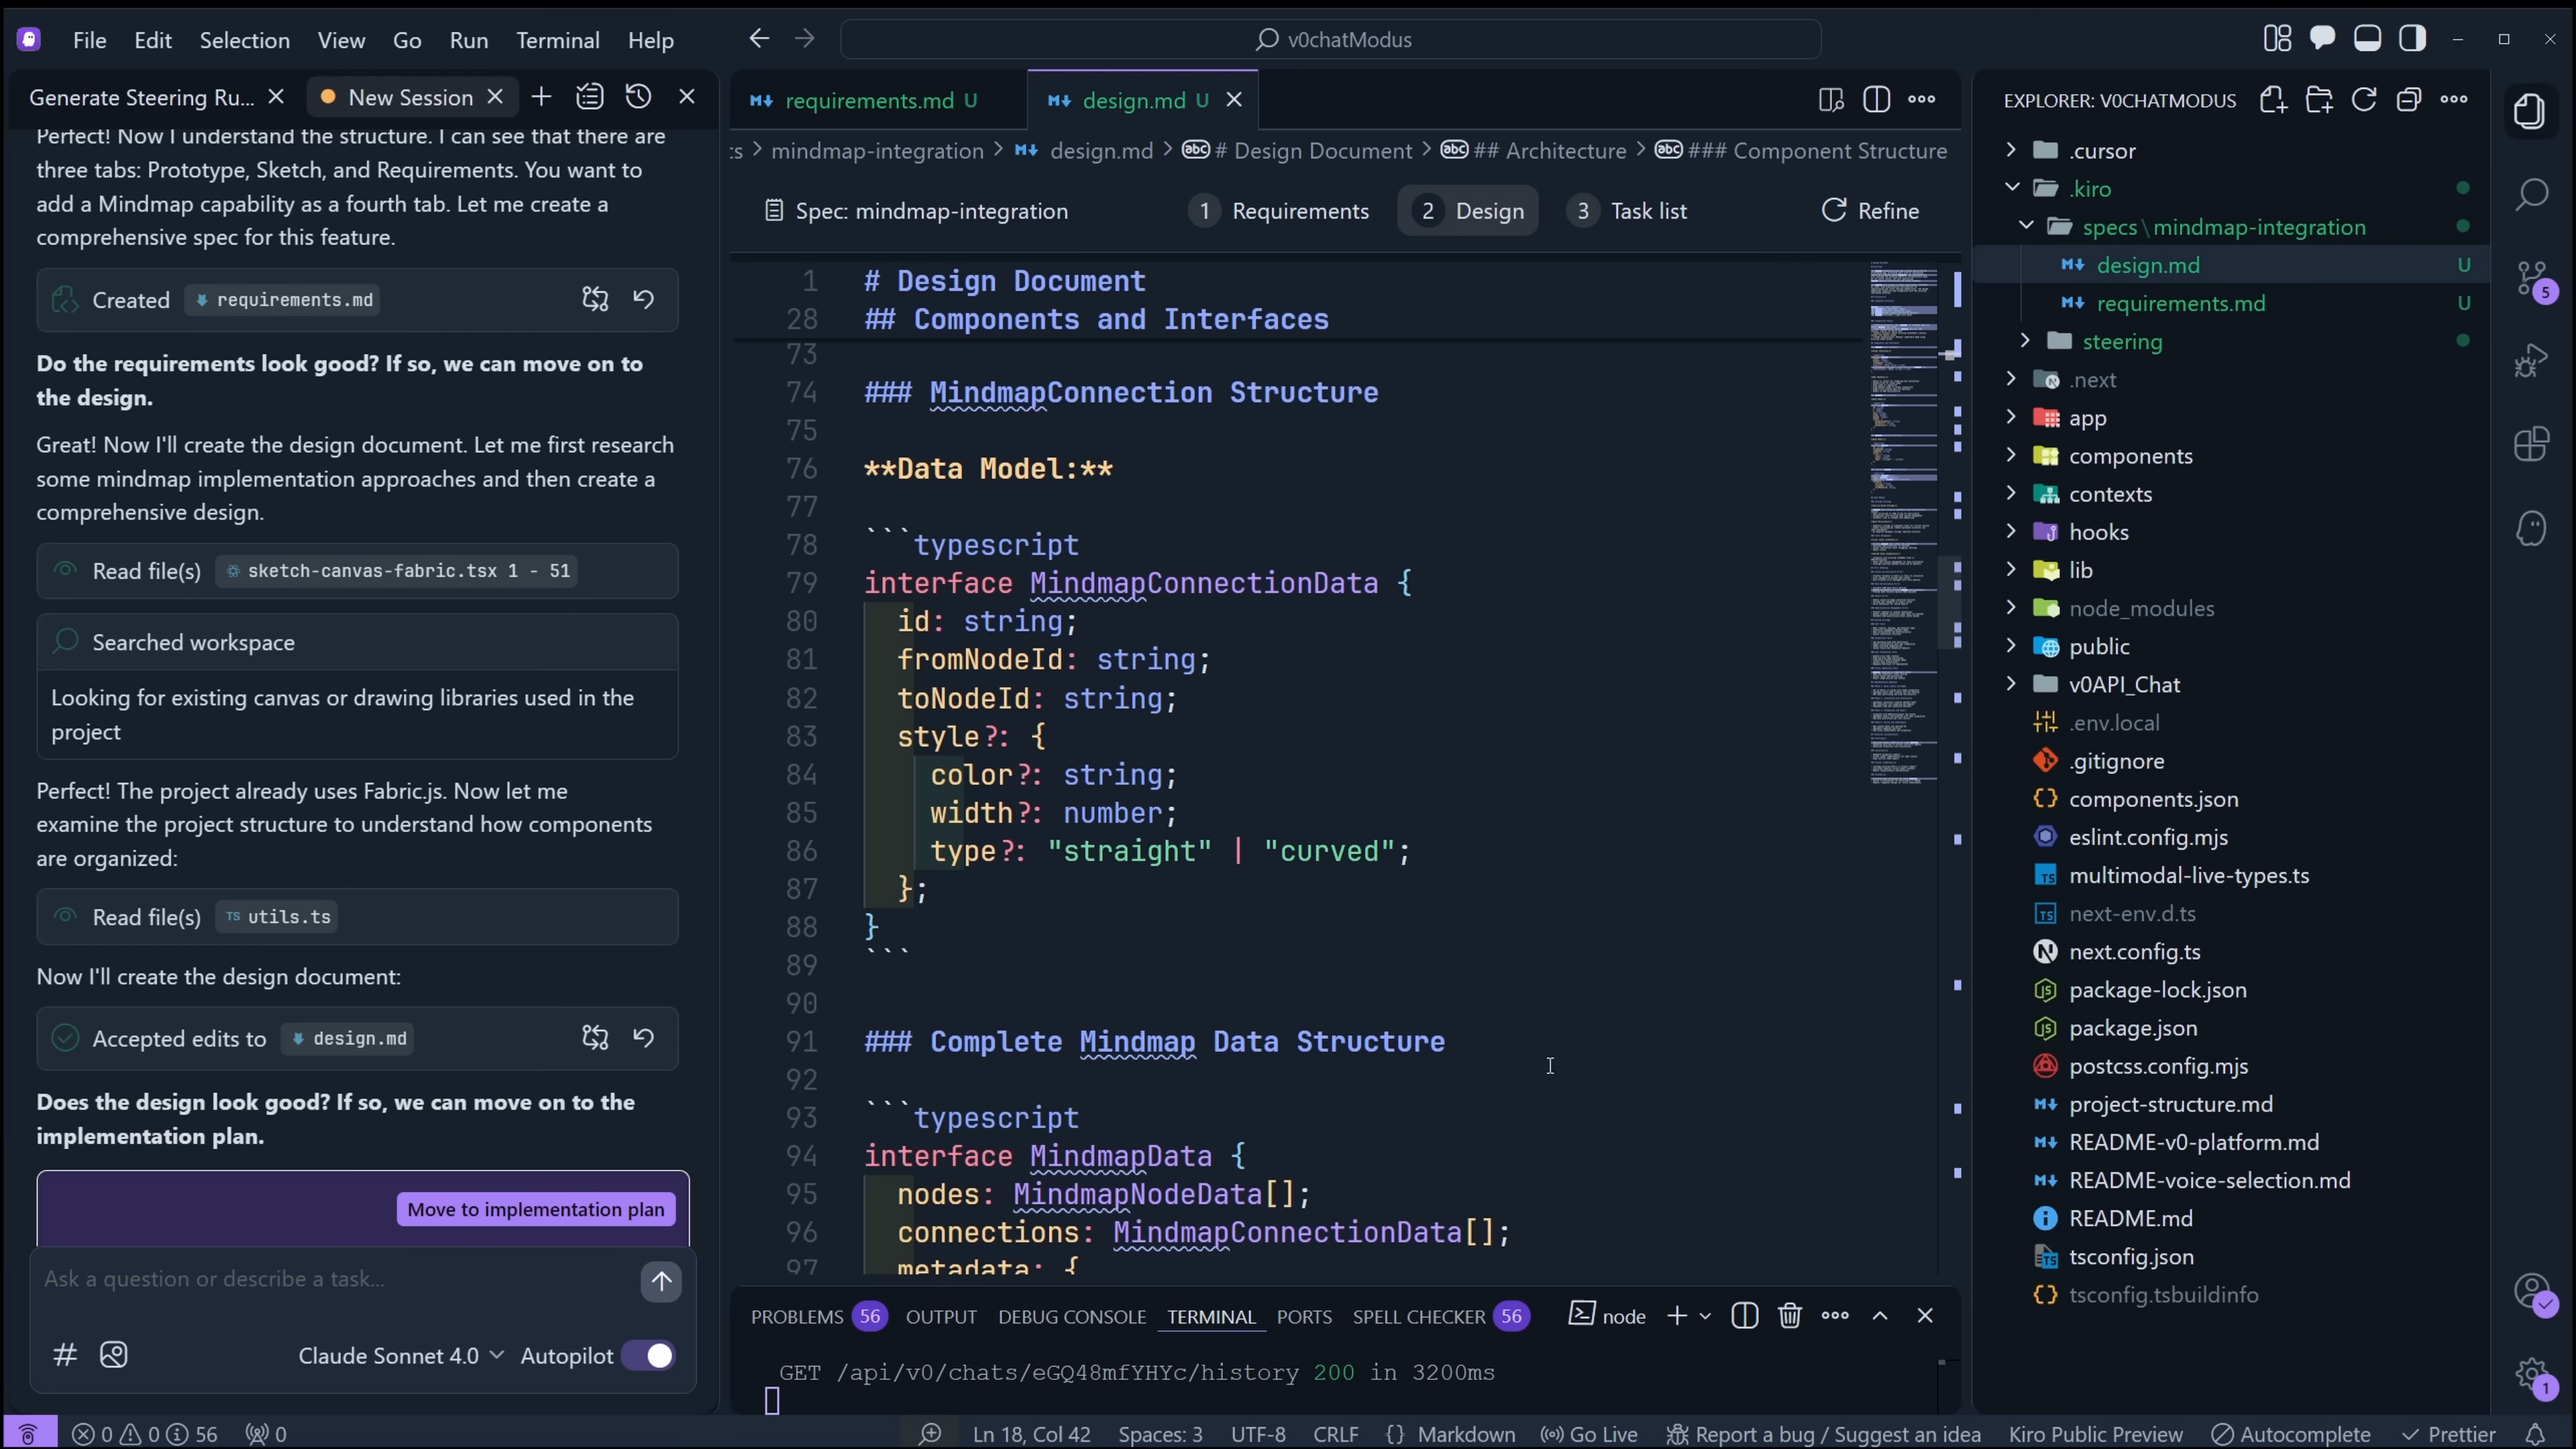 File Edit Selection View Go Run Terminal Help
v0chatModus
Generate Steering Ru...
New Session
Perfect! Now I understand the structure. I can see that there are
three tabs: Prototype, Sketch, and Requirements. You want to
add a Mindmap capability as a fourth tab. Let me create a
comprehensive spec for this feature.
Created requirements.md
Do the requirements look good? If so, we can move on to
the design.
Great! Now I'll create the design document. Let me first research
some mindmap implementation approaches and then create a
comprehensive design.
Read file(s) sketch-canvas-fabric.tsx 1 - 51
Searched workspace
Looking for existing canvas or drawing libraries used in the
project
Perfect! The project already uses Fabric.js. Now let me
examine the project structure to understand how components
are organized:
Read file(s) TS utils.ts
Now I'll create the design document:
Accepted edits to design.md
Does the design look good? If so, we can move on to the
implementation plan.
Move to implementation plan
Ask a question or describe a task...
# Claude Sonnet 4.0 Autopilot
requirements.md U
design.md U
cs > mindmap-integration > design.md > # Design Document > ## Architecture > ### Component Structure
Spec: mindmap-integration 1 Requirements 2 Design 3 Task list Refine
1 # Design Document
28 ## Components and Interfaces
73
74 ### MindmapConnection Structure
75
76 **Data Model:**
77
78 ```typescript
79 interface MindmapConnectionData {
80 id: string;
81 fromNodeId: string;
82 toNodeId: string;
83 style?: {
84 color?: string;
85 width?: number;
86 type?: "straight" | "curved";
87 };
88 }
89 ```
90
91 ### Complete Mindmap Data Structure
92
93 ```typescript
94 interface MindmapData {
95 nodes: MindmapNodeData[];
96 connections: MindmapConnectionData[];
97 metadata: {
PROBLEMS 56 OUTPUT DEBUG CONSOLE TERMINAL PORTS SPELL CHECKER 56 node
GET /api/v0/chats/eGQ48mfYHYc/history 200 in 3200ms
EXPLORER: V0CHATMODUS
.cursor
.kiro
specs\mindmap-integration
design.md U
requirements.md U
steering
.next
app
components
contexts
hooks
lib
node_modules
public
v0API_Chat
.env.local
.gitignore
components.json
eslint.config.mjs
multimodal-live-types.ts
next-env.d.ts
next.config.ts
package-lock.json
package.json
postcss.config.mjs
project-structure.md
README-v0-platform.md
README-voice-selection.md
README.md
tsconfig.json
tsconfig.tsbuildinfo
5
1
0 0 56 0
Ln 18, Col 42 Spaces: 3 UTF-8 CRLF {} Markdown Go Live Report a bug / Suggest an idea Kiro Public Preview Autocomplete Prettier